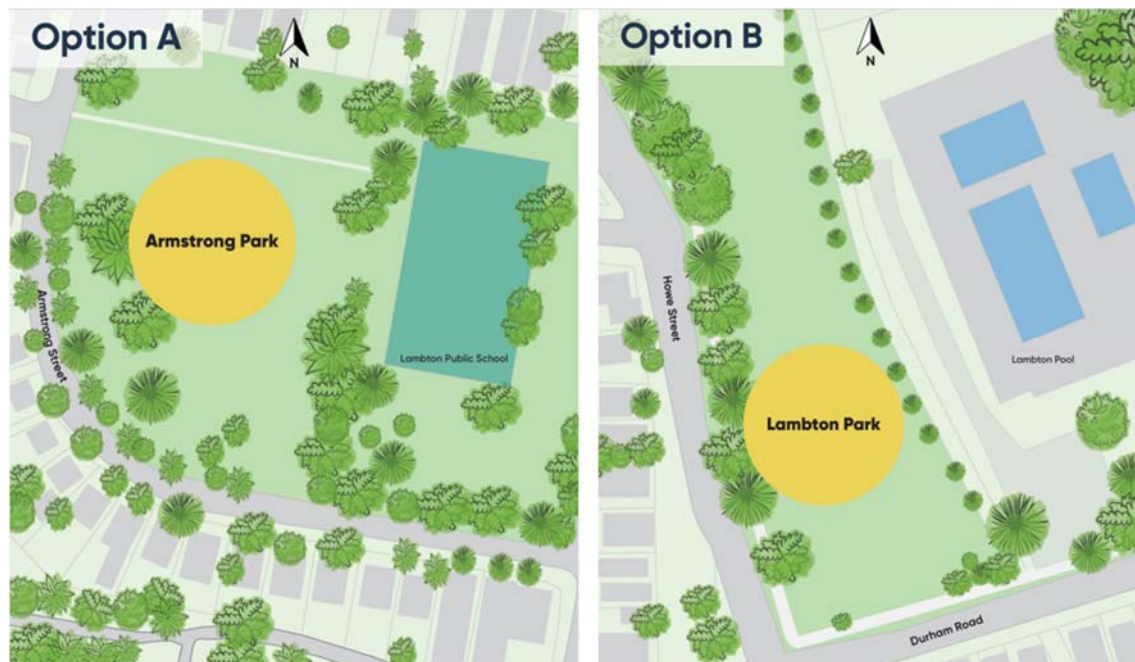 Option A
N
Armstrong Park
Armstrong Street
Lambton Public School
Option B
N
Howe Street
Lambton Pool
Lambton Park
Durham Road